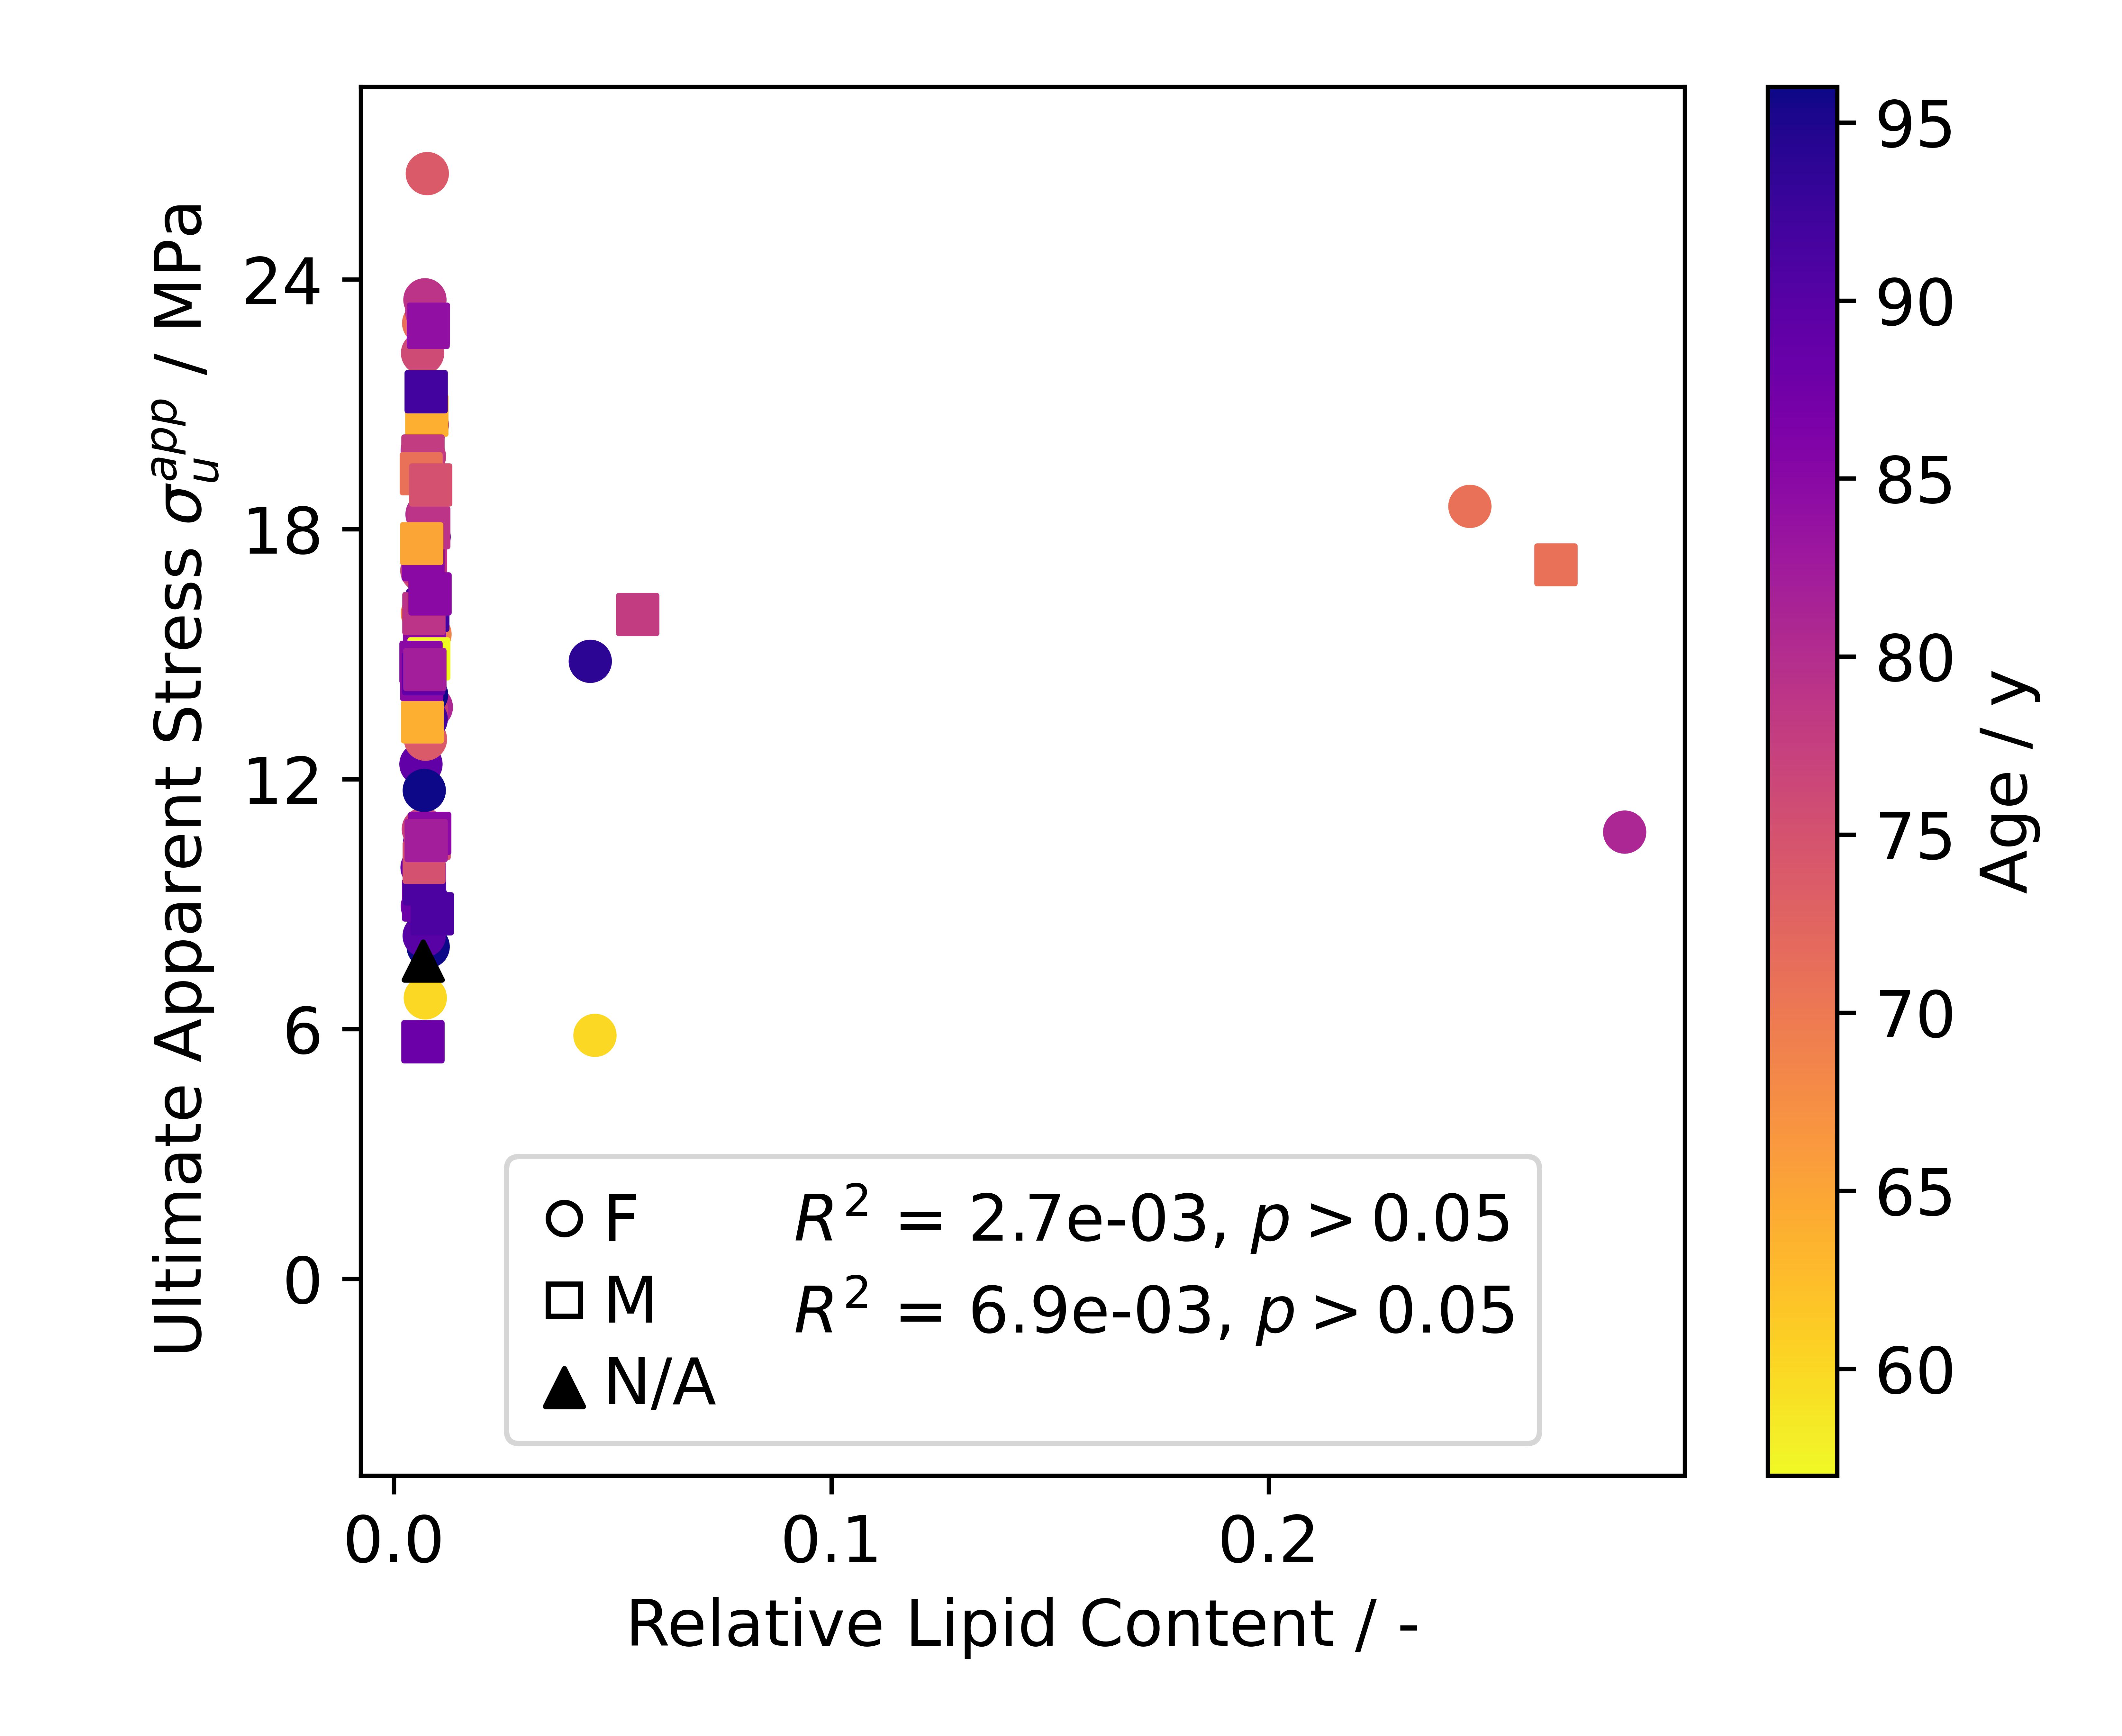 Ultimate Apparent Stress σ_u^app / MPa
24
18
12
6
0
0.0 0.1 0.2
Relative Lipid Content / -
F R² = 2.7e-03, p > 0.05
M R² = 6.9e-03, p > 0.05
N/A
95
90
85
80
75
70
65
60
Age / y